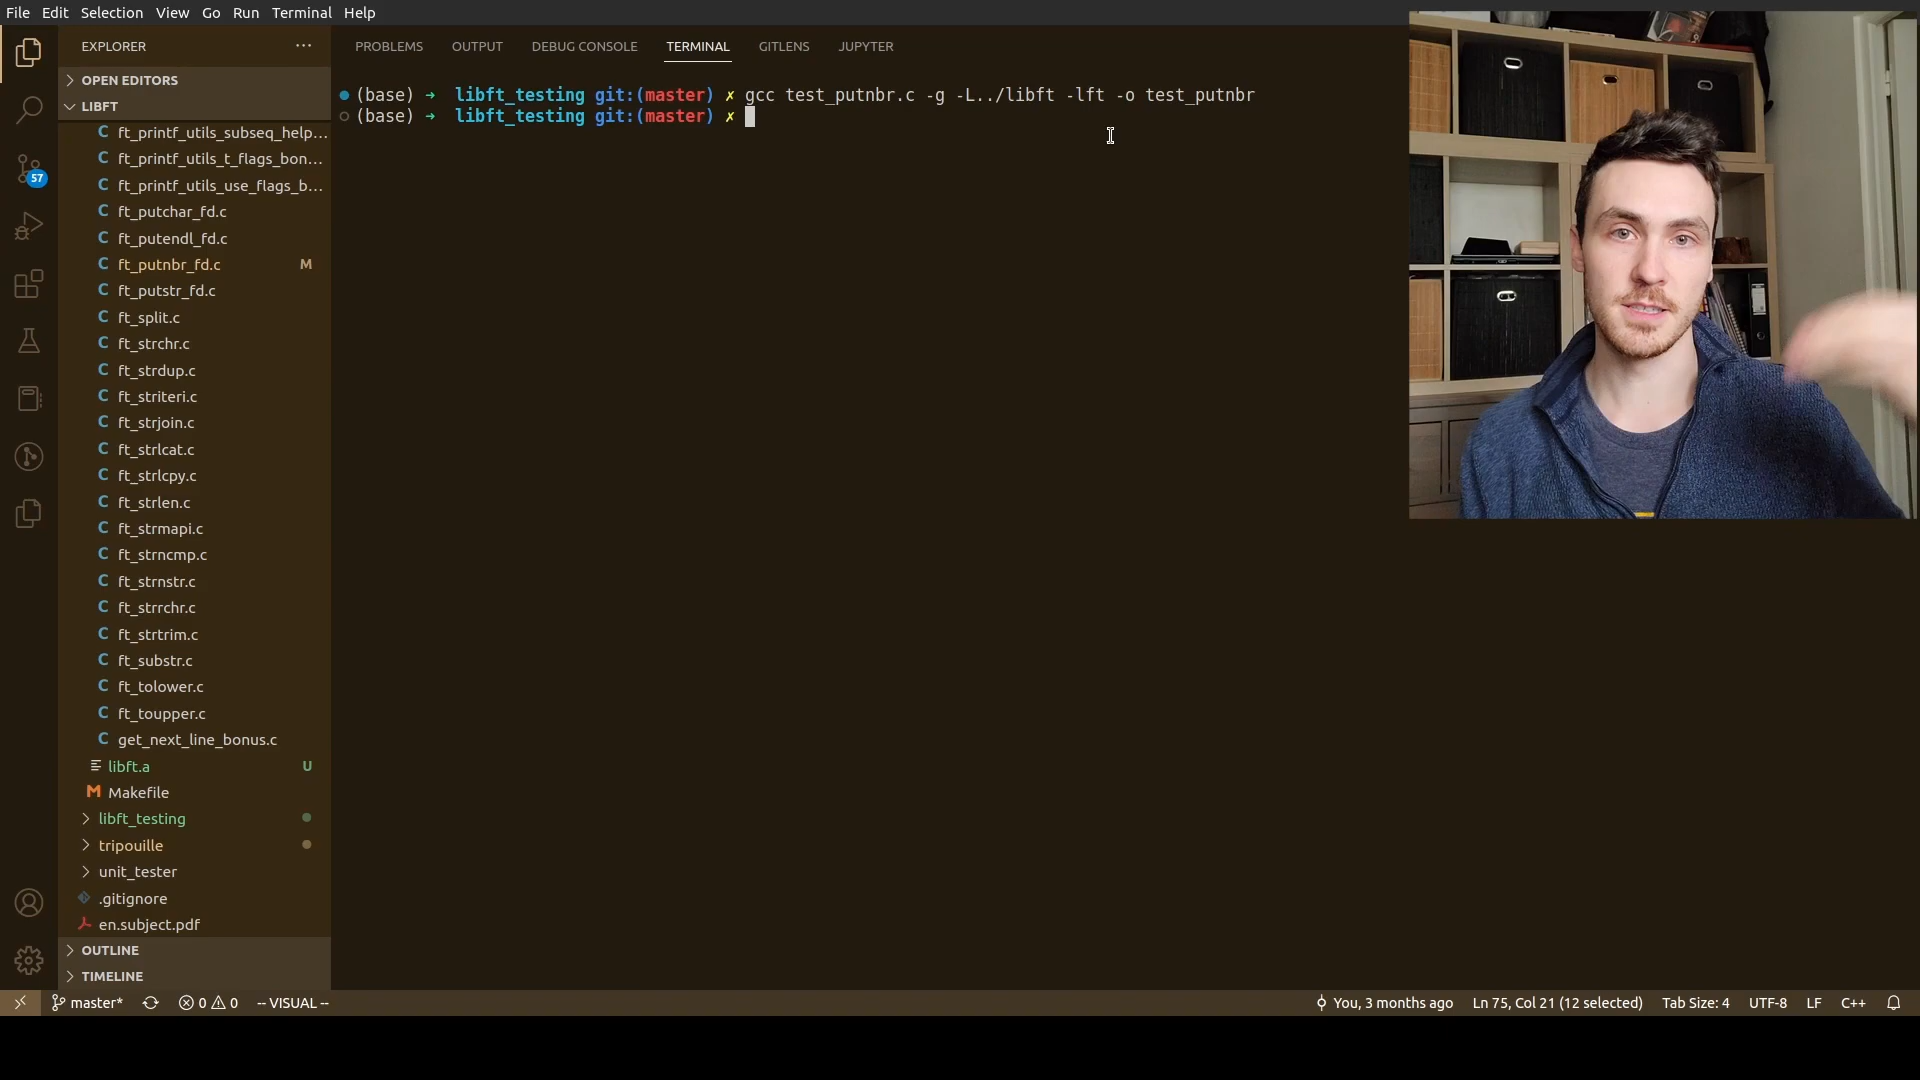 File Edit Selection View Go Run Terminal Help
EXPLORER ···
PROBLEMS OUTPUT DEBUG CONSOLE TERMINAL GITLENS JUPYTER
OPEN EDITORS
LIBFT
ft_printf_utils_subseq_help...
ft_printf_utils_t_flags_bon...
ft_printf_utils_use_flags_b...
ft_putchar_fd.c
ft_putendl_fd.c
ft_putnbr_fd.c M
ft_putstr_fd.c
ft_split.c
ft_strchr.c
ft_strdup.c
ft_striteri.c
ft_strjoin.c
ft_strlcat.c
ft_strlcpy.c
ft_strlen.c
ft_strmapi.c
ft_strncmp.c
ft_strnstr.c
ft_strrchr.c
ft_strtrim.c
ft_substr.c
ft_tolower.c
ft_toupper.c
get_next_line_bonus.c
libft.a U
Makefile
libft_testing
tripouille
unit_tester
.gitignore
en.subject.pdf
OUTLINE
TIMELINE
57
(base) ➜ libft_testing git:(master) ✗ gcc test_putnbr.c -g -L../libft -lft -o test_putnbr
(base) ➜ libft_testing git:(master) ✗
master* 0 0 -- VISUAL -- You, 3 months ago Ln 75, Col 21 (12 selected) Tab Size: 4 UTF-8 LF C++